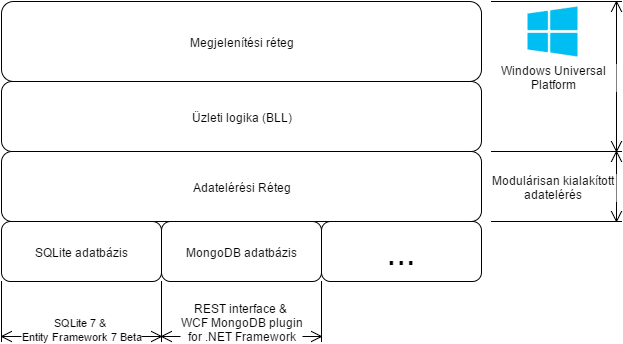 Megjelenítési réteg
Windows Universal
Platform
Üzleti logika (BLL)
Adatelérési Réteg
Modulárisan kialakított
adatelérés
SQLite adatbázis
MongoDB adatbázis
...
SQLite 7 &
Entity Framework 7 Beta
REST interface &
WCF MongoDB plugin
for .NET Framework